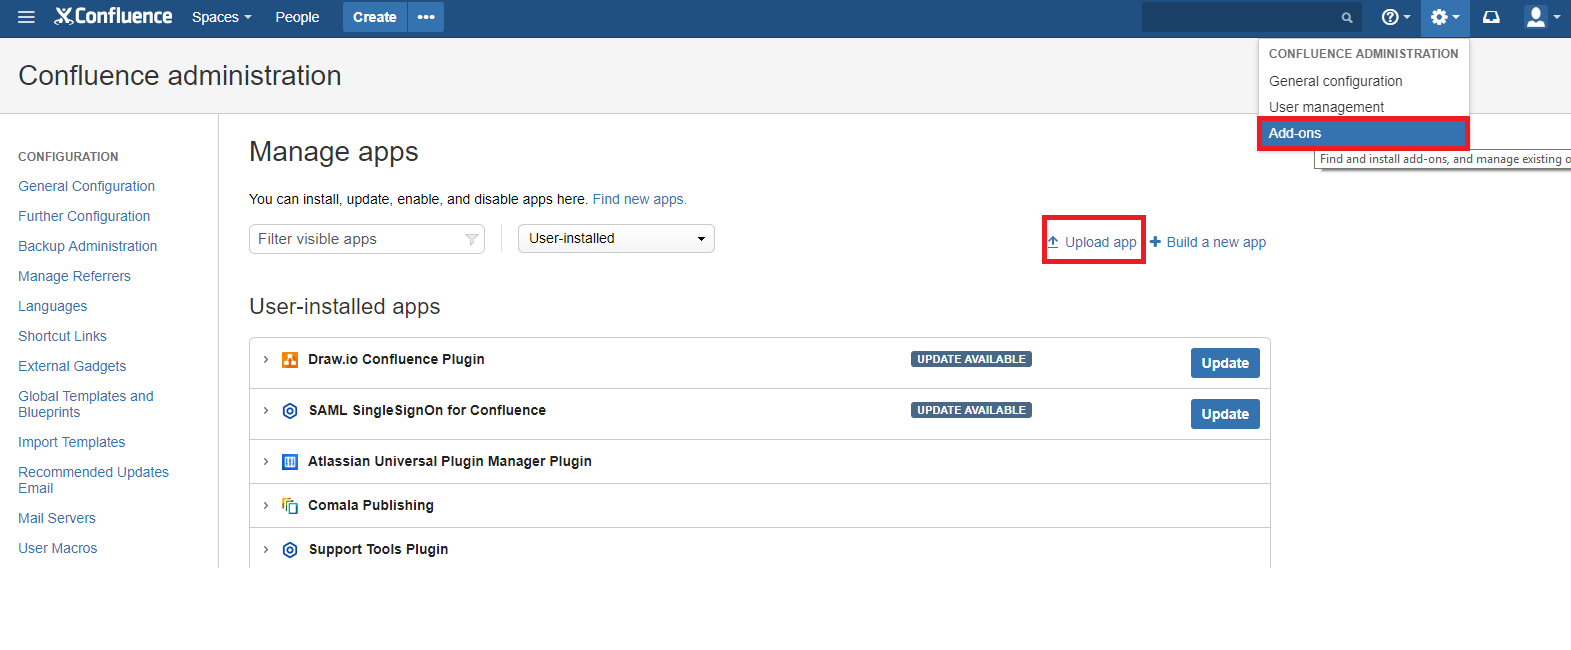 Confluence Spaces People Create •••
CONFLUENCE ADMINISTRATION
General configuration
User management
Add-ons
Find and install add-ons, and manage existing o
Confluence administration
CONFIGURATION
General Configuration
Further Configuration
Backup Administration
Manage Referrers
Languages
Shortcut Links
External Gadgets
Global Templates and
Blueprints
Import Templates
Recommended Updates
Email
Mail Servers
User Macros
Manage apps
You can install, update, enable, and disable apps here. Find new apps.
Filter visible apps User-installed Upload app Build a new app
User-installed apps
Draw.io Confluence Plugin UPDATE AVAILABLE Update
SAML SingleSignOn for Confluence UPDATE AVAILABLE Update
Atlassian Universal Plugin Manager Plugin
Comala Publishing
Support Tools Plugin